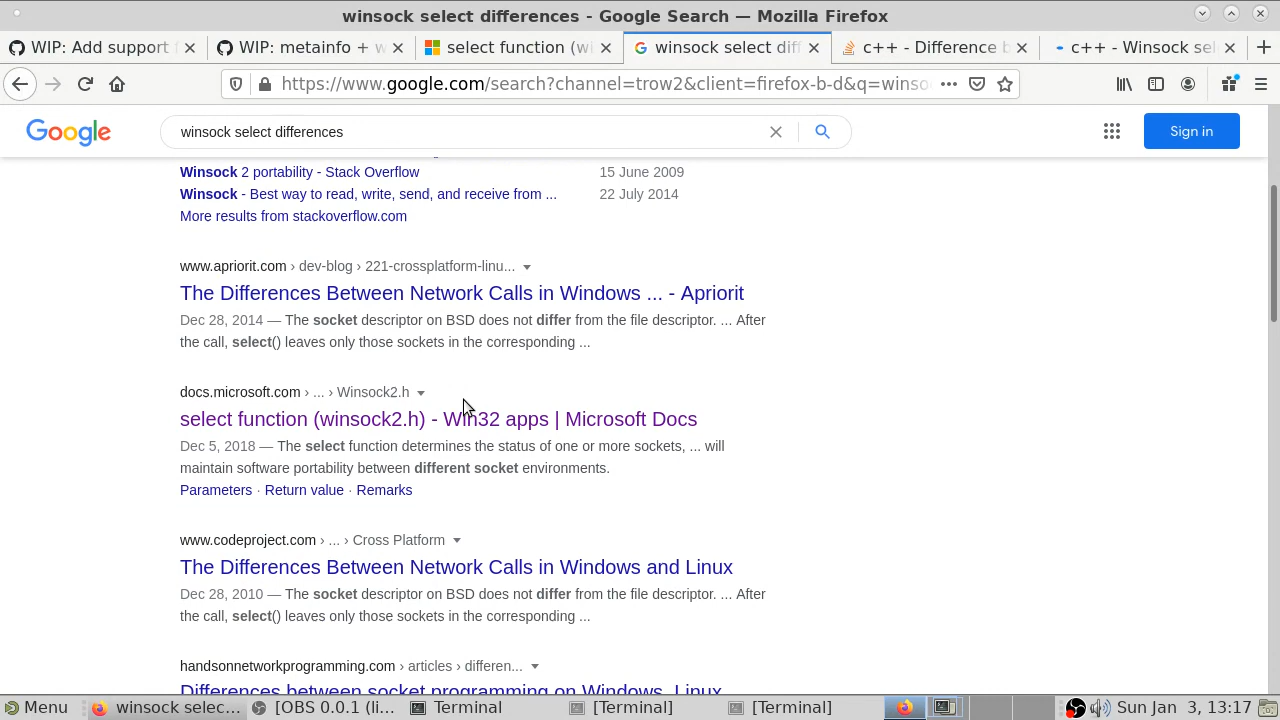 winsock select differences - Google Search — Mozilla Firefox
WIP: Add support f
WIP: metainfo + w
select function (wi
winsock select diff
c++ - Difference b
c++ - Winsock sel
https://www.google.com/search?channel=trow2&client=firefox-b-d&q=winso
Google
winsock select differences
Sign in
Winsock 2 portability - Stack Overflow 15 June 2009
Winsock - Best way to read, write, send, and receive from ... 22 July 2014
More results from stackoverflow.com
www.apriorit.com › dev-blog › 221-crossplatform-linu...
The Differences Between Network Calls in Windows ... - Apriorit
Dec 28, 2014 — The socket descriptor on BSD does not differ from the file descriptor. ... After
the call, select() leaves only those sockets in the corresponding ...
docs.microsoft.com › ... › Winsock2.h
select function (winsock2.h) - Win32 apps | Microsoft Docs
Dec 5, 2018 — The select function determines the status of one or more sockets, ... will
maintain software portability between different socket environments.
Parameters · Return value · Remarks
www.codeproject.com › ... › Cross Platform
The Differences Between Network Calls in Windows and Linux
Dec 28, 2010 — The socket descriptor on BSD does not differ from the file descriptor. ... After
the call, select() leaves only those sockets in the corresponding ...
handsonnetworkprogramming.com › articles › differen...
Differences between socket programming on Windows, Linux
Menu
winsock selec...
[OBS 0.0.1 (li...
Terminal
[Terminal]
[Terminal]
Sun Jan 3, 13:17